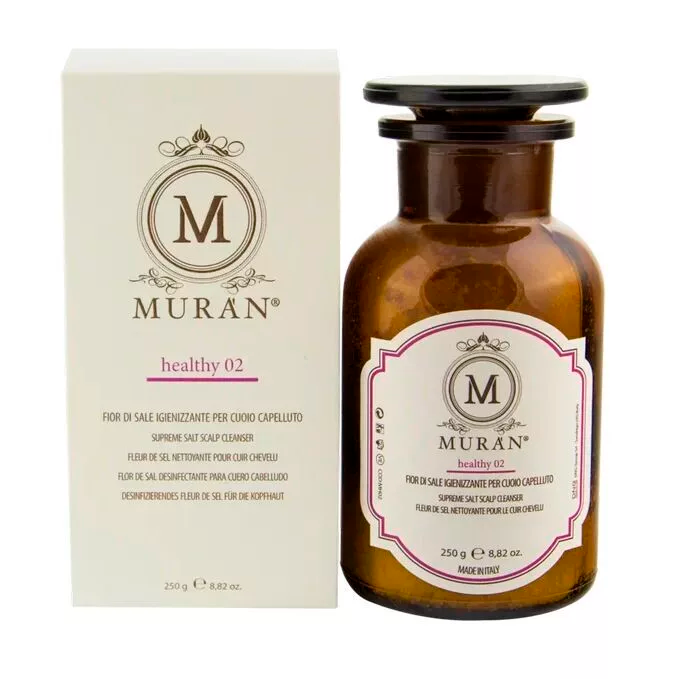 M
MURÁN®
healthy 02
FIOR DI SALE IGIENIZZANTE PER CUOIO CAPELLUTO
SUPREME SALT SCALP CLEANSER
FLEUR DE SEL NETTOYANTE POUR CUIR CHEVELU
FLOR DE SAL DESINFECTANTE PARA CUERO CABELLUDO
DESINFIZIERENDES FLEUR DE SEL FÜR DIE KOPFHAUT
250 g ℮ 8,82 oz.
M
MURÁN®
healthy 02
FIOR DI SALE IGIENIZZANTE PER CUOIO CAPELLUTO
SUPREME SALT SCALP CLEANSER
FLEUR DE SEL NETTOYANTE POUR LE CUIR CHEVELU
250 g ℮ 8,82 oz.
MADE IN ITALY